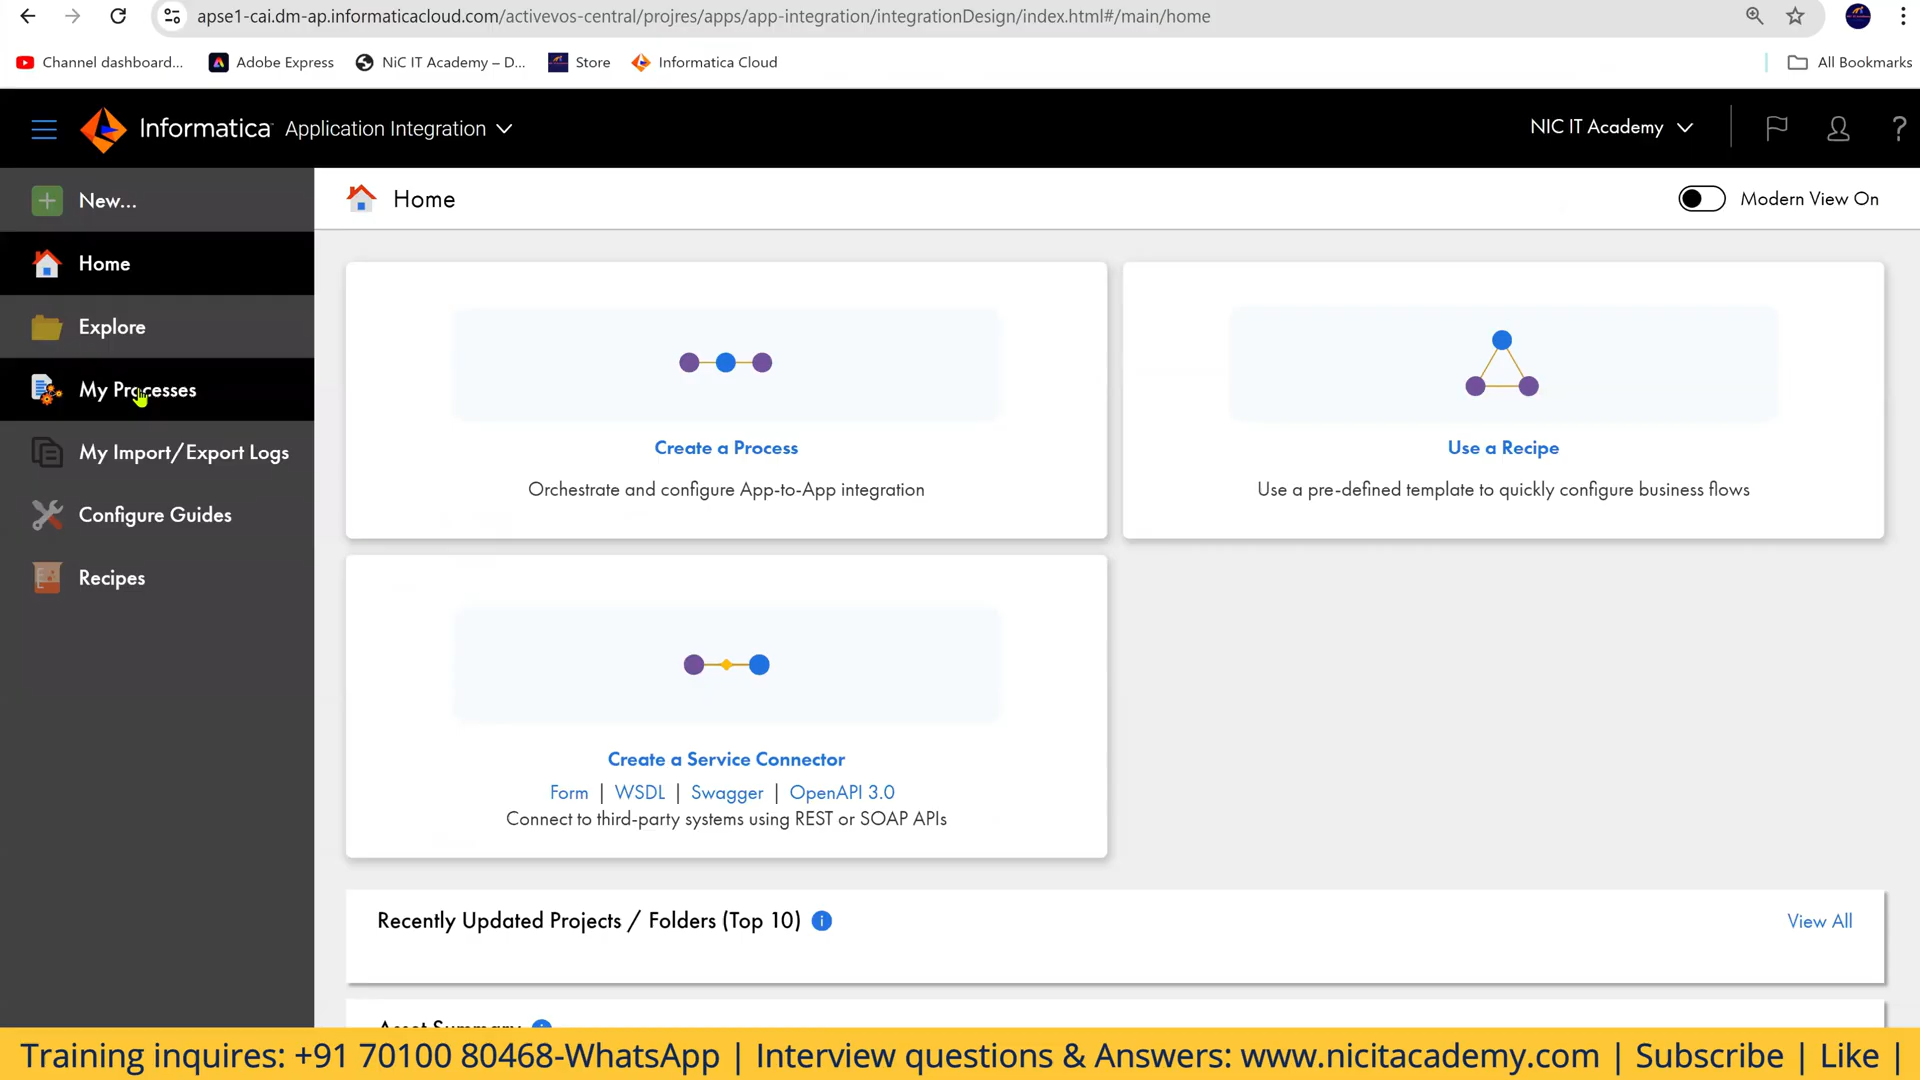 apse1-cai.dm-ap.informaticacloud.com/activevos-central/projres/apps/app-integration/integrationDesign/index.html#/main/home
Channel dashboard... Adobe Express NiC IT Academy – D... Store Informatica Cloud All Bookmarks
Informatica Application Integration NIC IT Academy ?
New...
Home
Explore
My Processes
My Import/Export Logs
Configure Guides
Recipes
Home Modern View On
Create a Process
Orchestrate and configure App-to-App integration
Use a Recipe
Use a pre-defined template to quickly configure business flows
Create a Service Connector
Form | WSDL | Swagger | OpenAPI 3.0
Connect to third-party systems using REST or SOAP APIs
Recently Updated Projects / Folders (Top 10) i View All
Asset Summary
Training inquires: +91 70100 80468-WhatsApp | Interview questions & Answers: www.nicitacademy.com | Subscribe | Like |